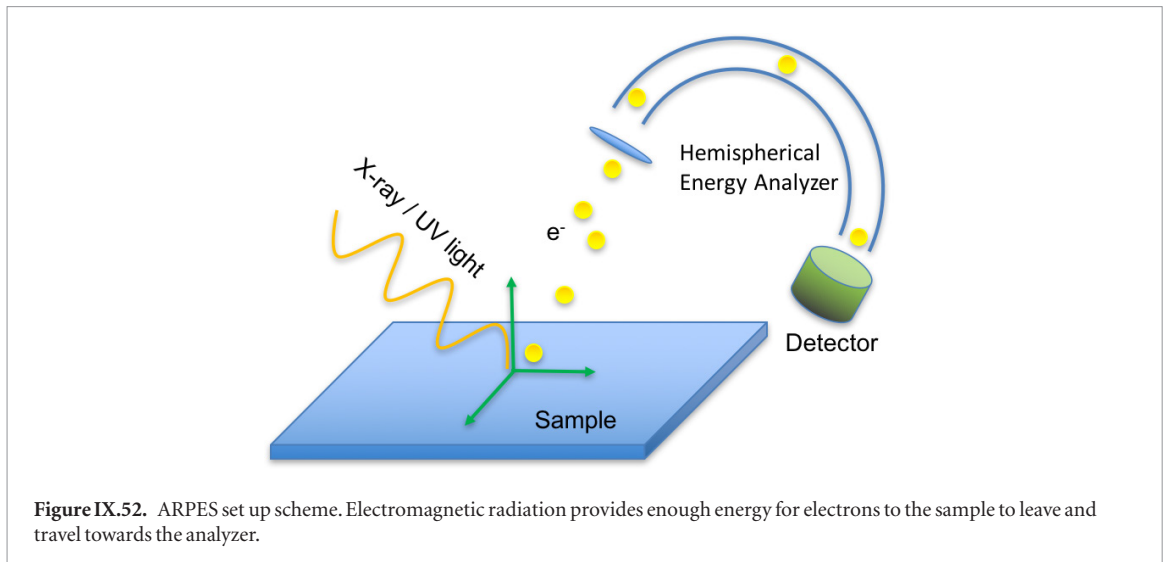 X-ray / UV light
e-
Hemispherical
Energy Analyzer
Detector
Sample
Figure IX.52. ARPES set up scheme. Electromagnetic radiation provides enough energy for electrons to the sample to leave and
travel towards the analyzer.